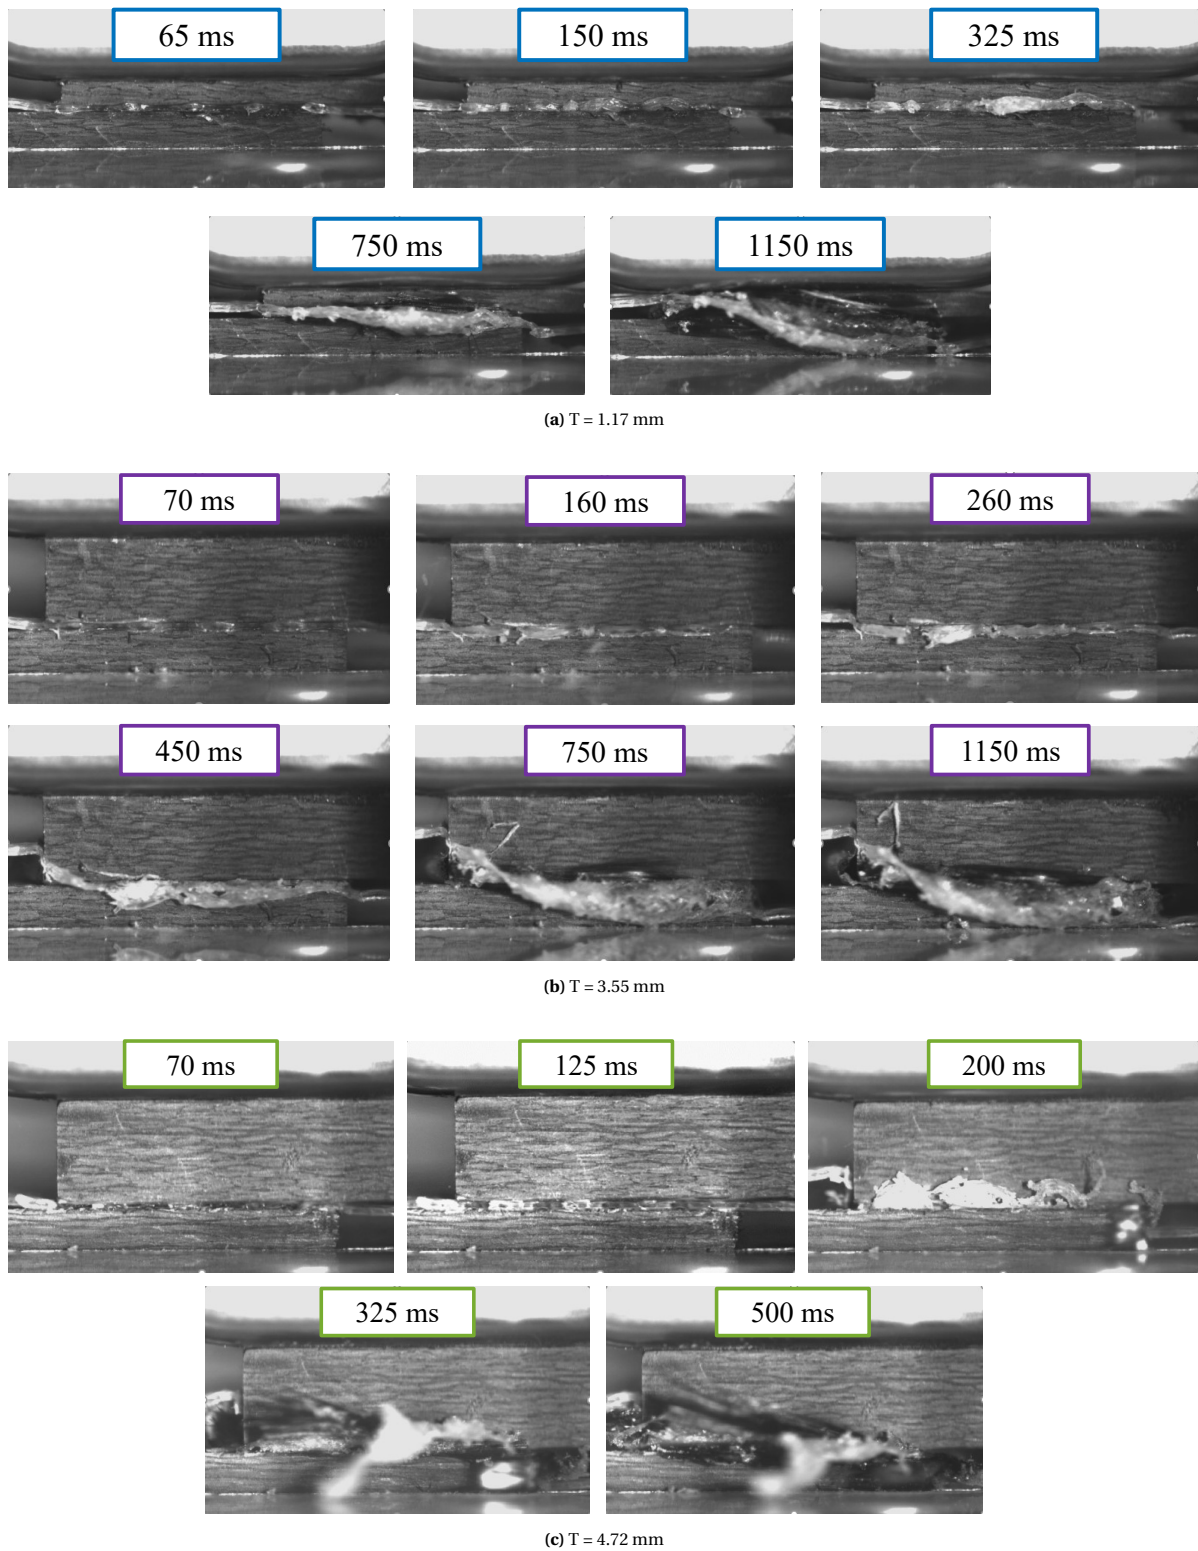 65 ms
150 ms
325 ms
750 ms
1150 ms
(a) T = 1.17 mm
70 ms
160 ms
260 ms
450 ms
750 ms
1150 ms
(b) T = 3.55 mm
70 ms
125 ms
200 ms
325 ms
500 ms
(c) T = 4.72 mm